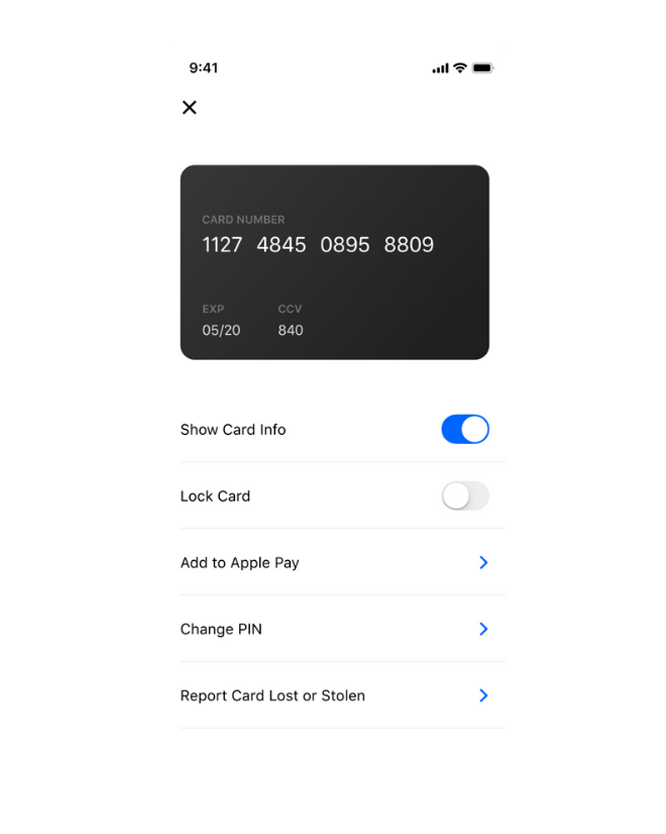 9:41
CARD NUMBER
1127 4845 0895 8809
EXP CCV
05/20 840
Show Card Info
Lock Card
Add to Apple Pay
Change PIN
Report Card Lost or Stolen